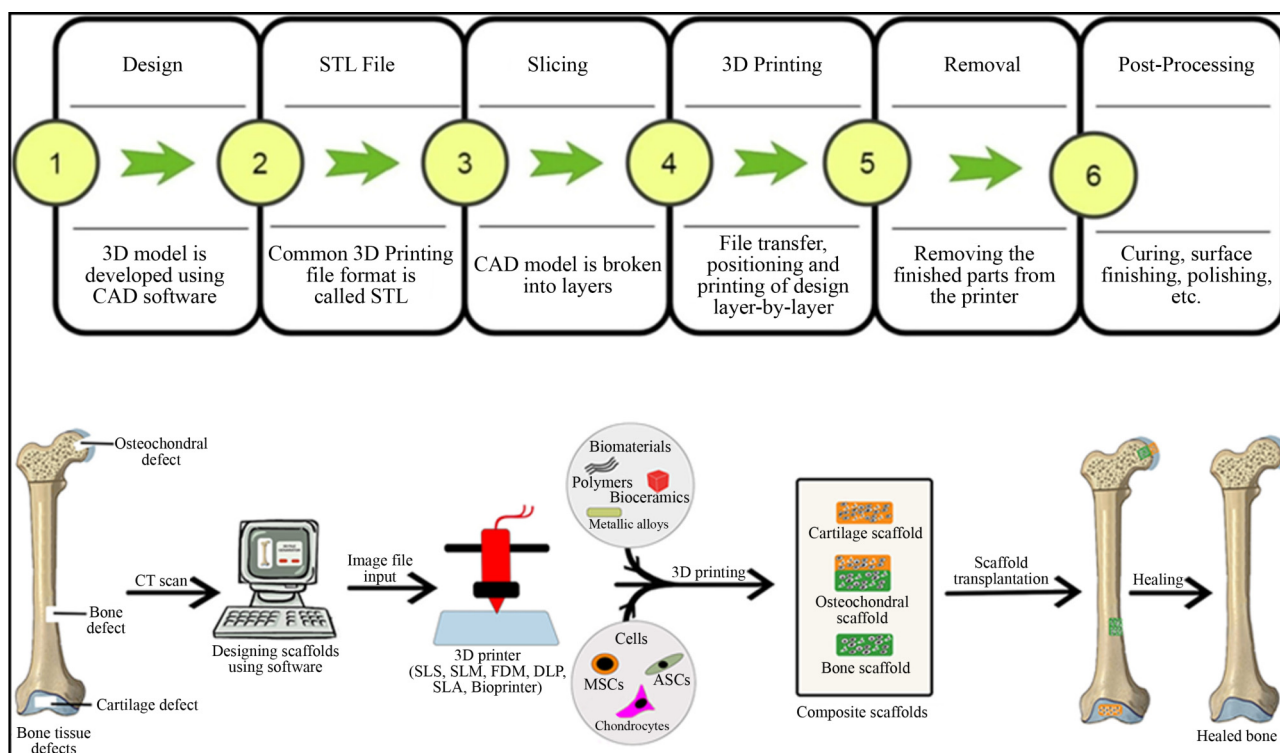 Design
STL File
Slicing
3D Printing
Removal
Post-Processing
1
2
3
4
5
6
3D model is
developed using
CAD software
Common 3D Printing
file format is
called STL
CAD model is broken
into layers
File transfer,
positioning and
printing of design
layer-by-layer
Removing the
finished parts from
the printer
Curing, surface
finishing, polishing,
etc.
Osteochondral
defect
Bone
defect
Cartilage defect
Bone tissue
defects
CT scan
Designing scaffolds
using software
Image file
input
3D printer
(SLS, SLM, FDM, DLP,
SLA, Bioprinter)
Biomaterials
Polymers
Bioceramics
Metallic alloys
Cells
MSCs
ASCs
Chondrocytes
3D printing
Cartilage scaffold
Osteochondral
scaffold
Bone scaffold
Composite scaffolds
Scaffold
transplantation
Healing
Healed bone